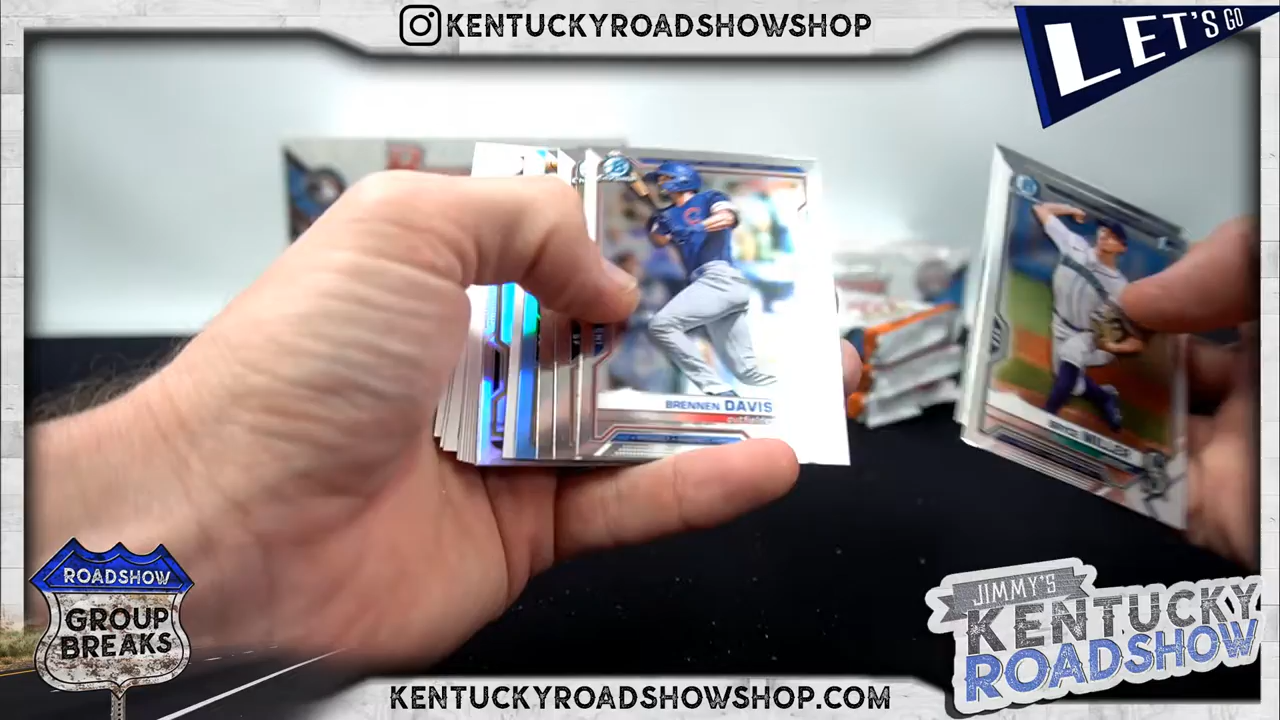 KENTUCKYROADSHOWSHOP
LET'S GO
BRENNEN DAVIS
ROADSHOW
GROUP
BREAKS
JIMMY'S
KENTUCKY
ROADSHOW
KENTUCKYROADSHOWSHOP.COM